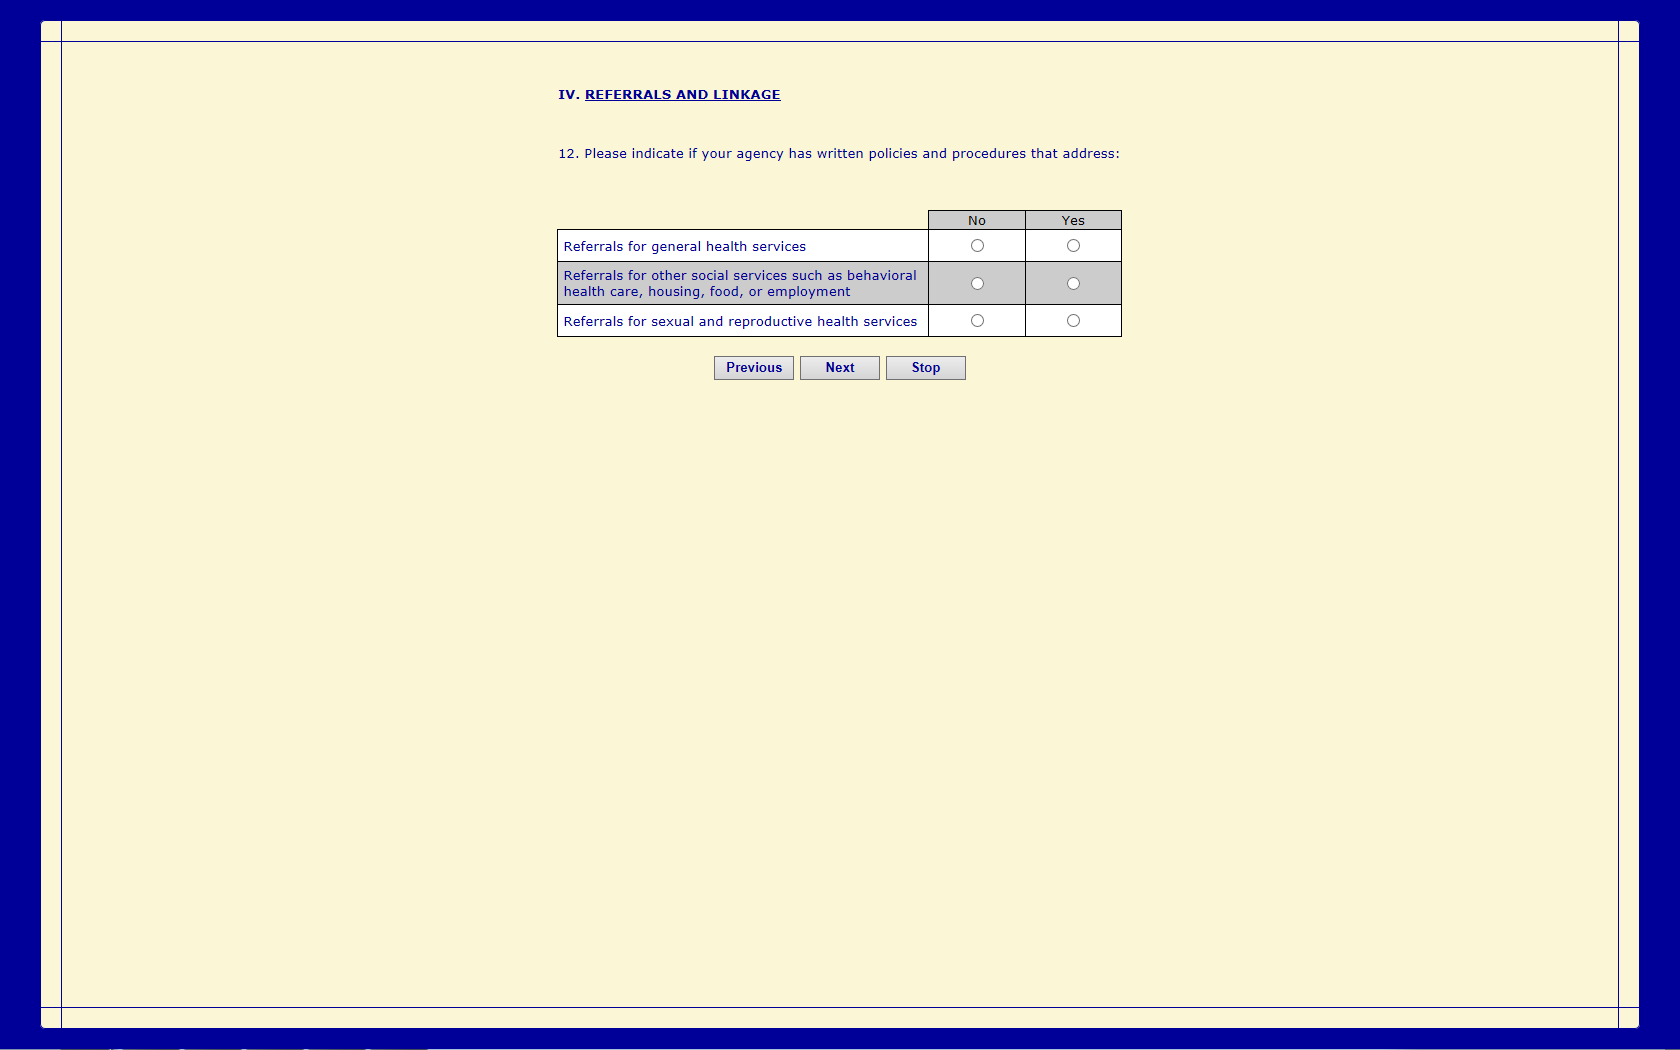 IV. REFERRALS AND LINKAGE
12. Please indicate if your agency has written policies and procedures that address:
No Yes
Referrals for general health services
Referrals for other social services such as behavioral
health care, housing, food, or employment
Referrals for sexual and reproductive health services
Previous Next Stop